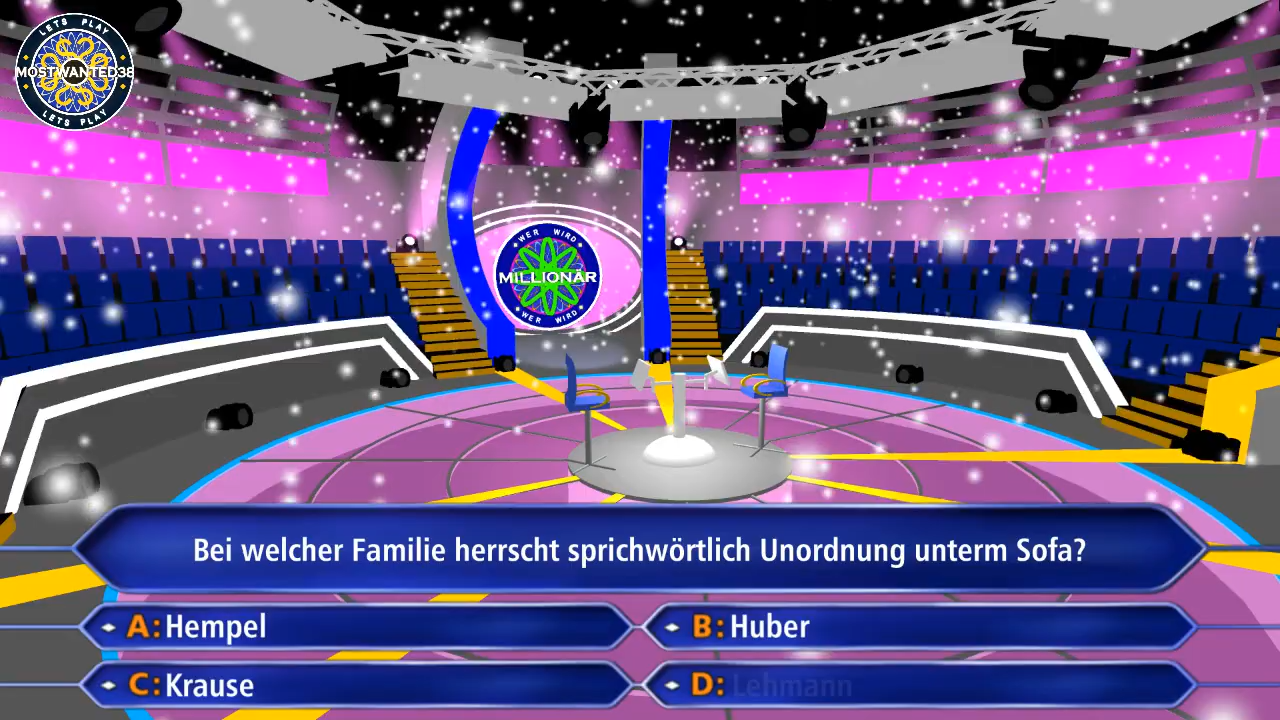 LETS PLAY
MOSTWANTED38
LETS PLAY
WER WIRD
MILLIONÄR
WER WIRD
Bei welcher Familie herrscht sprichwörtlich Unordnung unterm Sofa?
A: Hempel
B: Huber
C: Krause
D: Lehmann